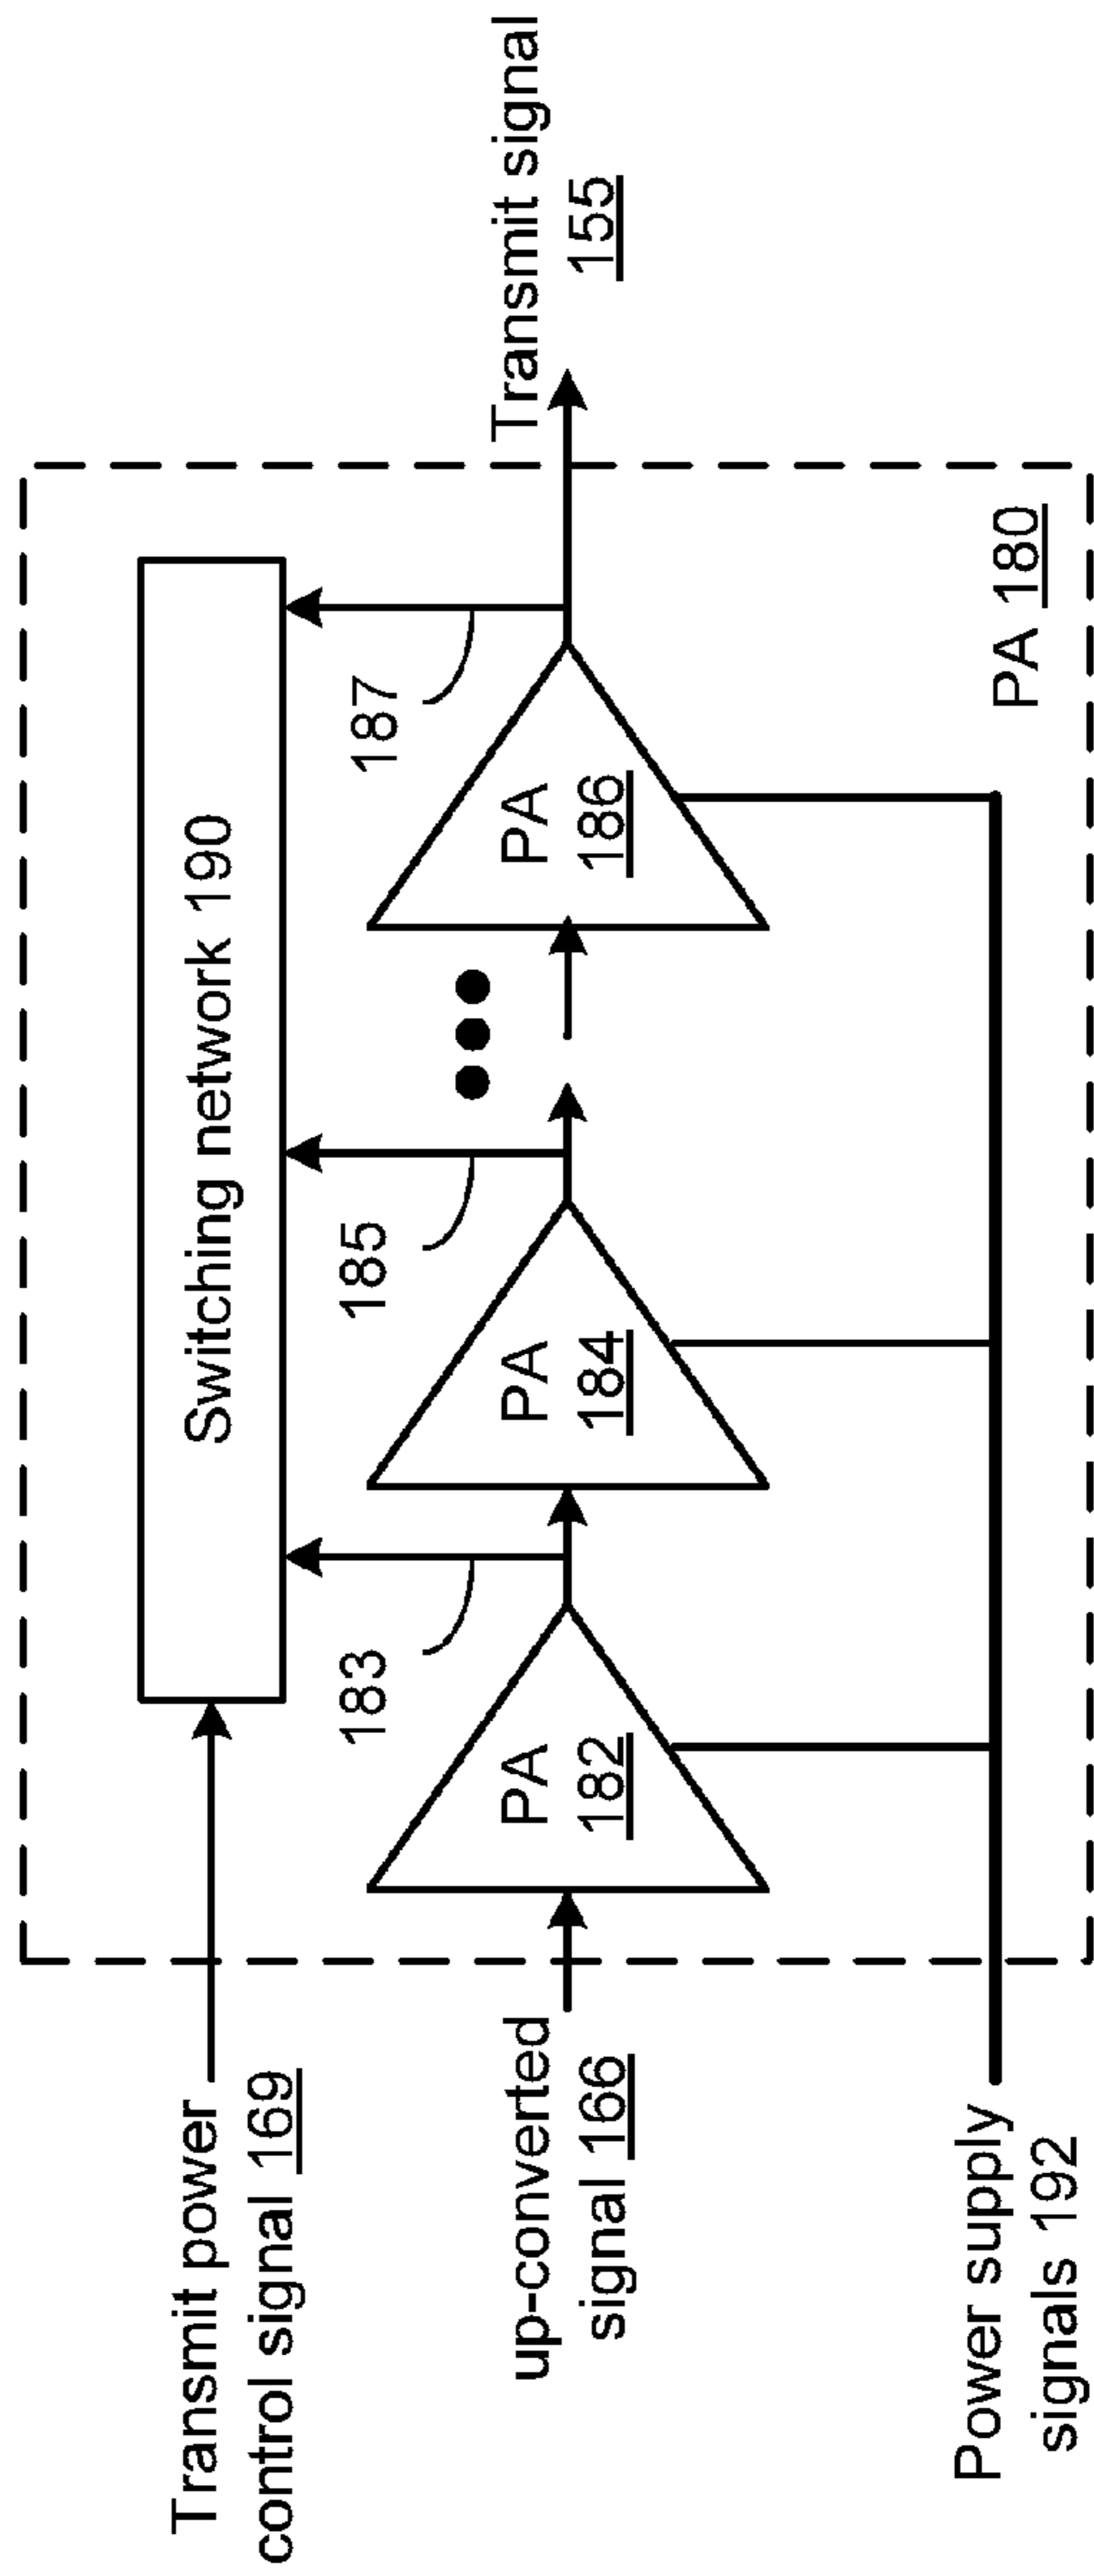 Transmit power
control signal 169
Switching network 190
183
185
187
up-converted
signal 166
PA
182
PA
184
PA
186
Transmit signal
155
Power supply
signals 192
PA 180